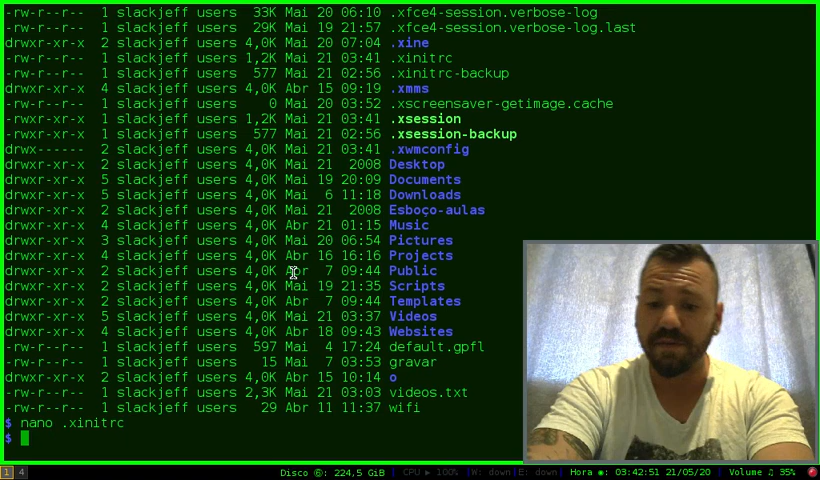 -rw-r--r-- 1 slackjeff users 33K Mai 20 06:10 .xfce4-session.verbose-log
-rw-r--r-- 1 slackjeff users 29K Mai 19 21:57 .xfce4-session.verbose-log.last
drwxr-xr-x 2 slackjeff users 4,0K Mai 20 07:04 .xine
-rw-r--r-- 1 slackjeff users 1,2K Mai 21 03:41 .xinitrc
-rw-r--r-- 1 slackjeff users 577 Mai 21 02:56 .xinitrc-backup
drwxr-xr-x 4 slackjeff users 4,0K Abr 15 09:19 .xmms
-rw-r--r-- 1 slackjeff users 0 Mai 20 03:52 .xscreensaver-getimage.cache
-rwxr-xr-x 1 slackjeff users 1,2K Mai 21 03:41 .xsession
-rwxr-xr-x 1 slackjeff users 577 Mai 21 02:56 .xsession-backup
drwx------ 2 slackjeff users 4,0K Mai 21 03:41 .xwmconfig
drwxr-xr-x 2 slackjeff users 4,0K Mai 21 2008 Desktop
drwxr-xr-x 5 slackjeff users 4,0K Mai 19 20:09 Documents
drwxr-xr-x 5 slackjeff users 4,0K Mai 6 11:18 Downloads
drwxr-xr-x 2 slackjeff users 4,0K Mai 21 2008 Esboço-aulas
drwxr-xr-x 4 slackjeff users 4,0K Abr 21 01:15 Music
drwxr-xr-x 3 slackjeff users 4,0K Mai 20 06:54 Pictures
drwxr-xr-x 4 slackjeff users 4,0K Abr 16 16:16 Projects
drwxr-xr-x 2 slackjeff users 4,0K Abr 7 09:44 Public
drwxr-xr-x 2 slackjeff users 4,0K Mai 19 21:35 Scripts
drwxr-xr-x 2 slackjeff users 4,0K Abr 7 09:44 Templates
drwxr-xr-x 5 slackjeff users 4,0K Mai 21 03:37 Videos
drwxr-xr-x 4 slackjeff users 4,0K Abr 18 09:43 Websites
-rw-r--r-- 1 slackjeff users 597 Mai 4 17:24 default.gpfl
-rw-r--r-- 1 slackjeff users 15 Mai 7 03:53 gravar
drwxr-xr-x 2 slackjeff users 4,0K Abr 15 10:14 o
-rw-r--r-- 1 slackjeff users 2,3K Mai 21 03:03 videos.txt
-rw-r--r-- 1 slackjeff users 29 Abr 11 11:37 wifi
$ nano .xinitrc
$
1 4 Disco ⑥: 224,5 GiB CPU ▶ 100% W: down E: down Hora ◉: 03:42:51 21/05/20 Volume ♫ 35%